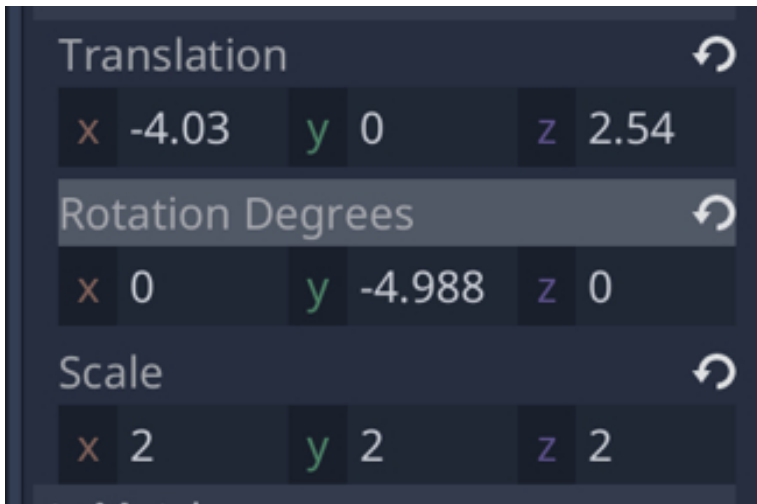 Translation
x -4.03 y 0 z 2.54
Rotation Degrees
x 0 y -4.988 z 0
Scale
x 2 y 2 z 2